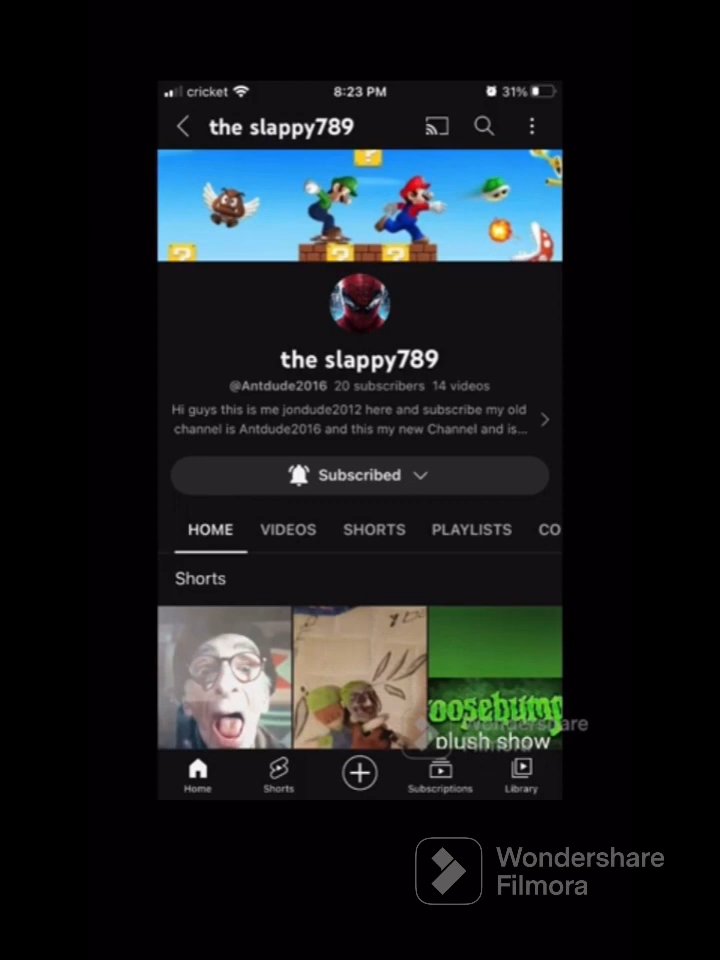 cricket 8:23 PM 31%
the slappy789
the slappy789
@Antdude2016 20 subscribers 14 videos
Hi guys this is me jondude2012 here and subscribe my old
channel is Antdude2016 and this my new Channel and is...
Subscribed
HOME VIDEOS SHORTS PLAYLISTS CO
Shorts
oosebump
plush show
Wondershare
Filmora
Home Shorts Subscriptions Library
Wondershare
Filmora